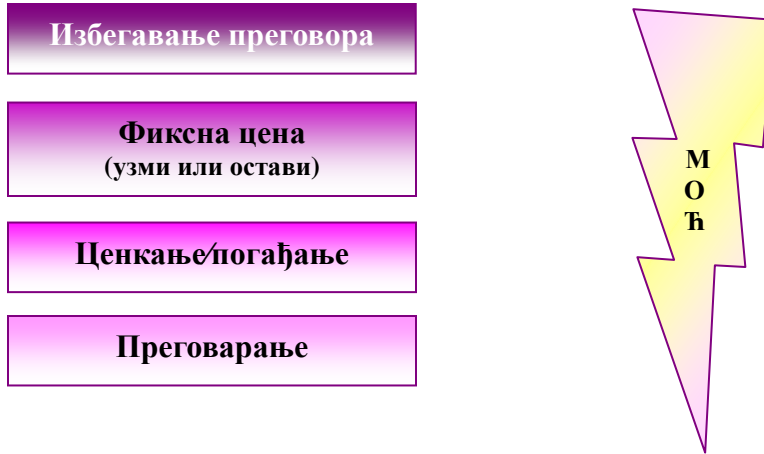 Избегавање преговора
Фиксна цена
(узми или остави)
Ценкање/погађање
Преговарање
М
О
Ћ